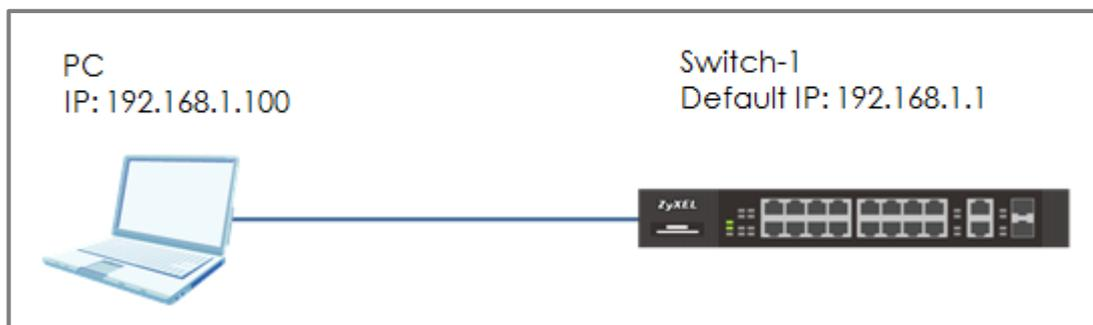 PC
IP: 192.168.1.100
Switch-1
Default IP: 192.168.1.1
ZyXEL